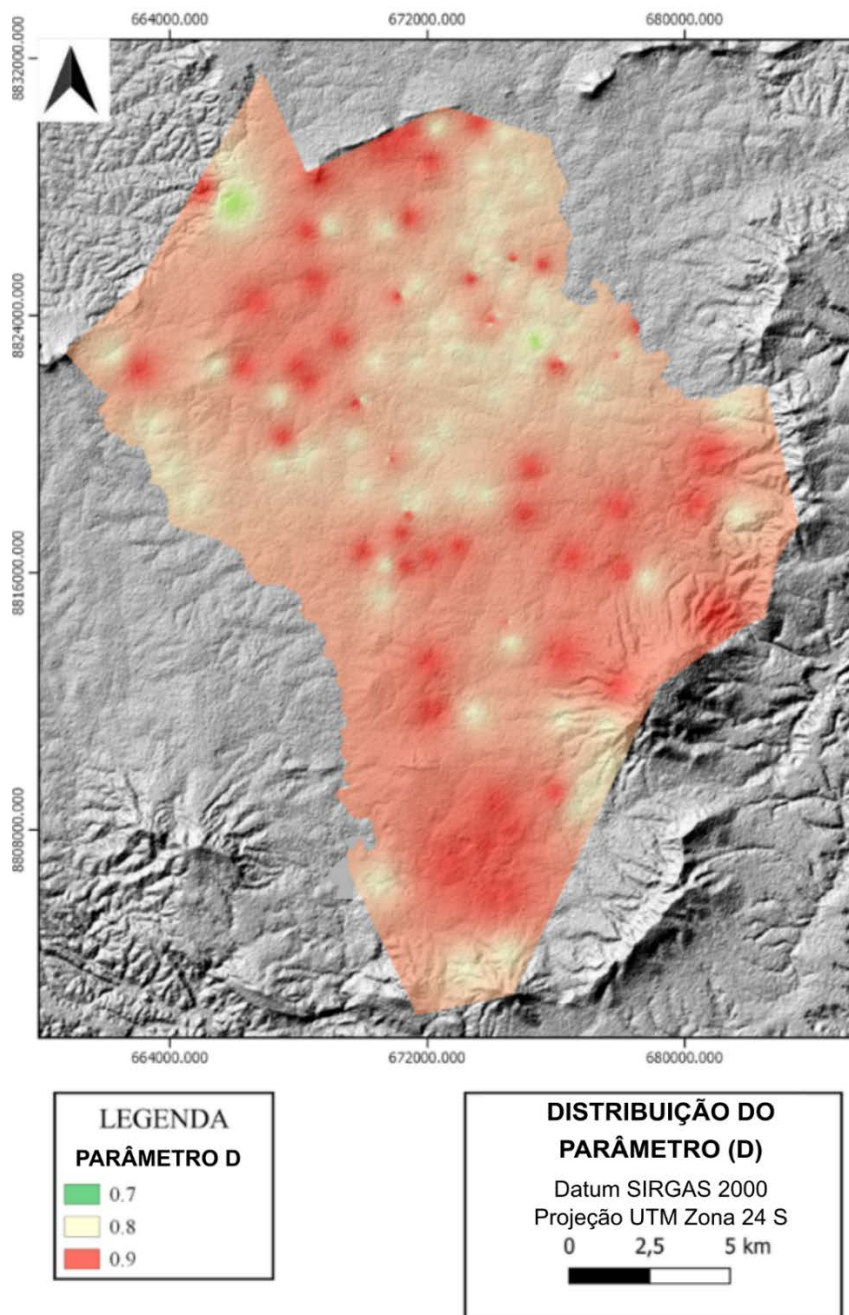 664000.000 672000.000 680000.000
8832000.000
8824000.000
8816000.000
8808000.000
664000.000 672000.000 680000.000
LEGENDA
PARÂMETRO D
0.7
0.8
0.9
DISTRIBUIÇÃO DO
PARÂMETRO (D)
Datum SIRGAS 2000
Projeção UTM Zona 24 S
0 2,5 5 km